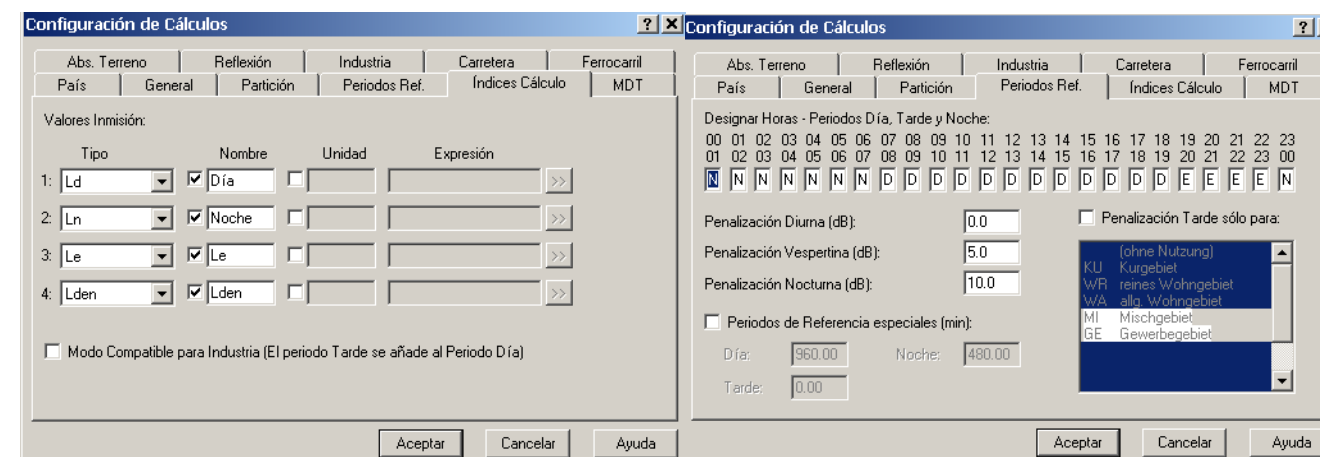 Configuración de Cálculos
Abs. Terreno Reflexión Industria Carretera Ferrocarril
País General Partición Periodos Ref. Índices Cálculo MDT
Valores Inmisión:
Tipo Nombre Unidad Expresión
1: Ld Día >>
2: Ln Noche >>
3: Le Le >>
4: Lden Lden >>
Modo Compatible para Industria (El periodo Tarde se añade al Periodo Día)
Aceptar Cancelar Ayuda
Configuración de Cálculos
Abs. Terreno Reflexión Industria Carretera Ferrocarril
País General Partición Periodos Ref. Índices Cálculo MDT
Designar Horas - Periodos Día, Tarde y Noche:
00 01 02 03 04 05 06 07 08 09 10 11 12 13 14 15 16 17 18 19 20 21 22 23
01 02 03 04 05 06 07 08 09 10 11 12 13 14 15 16 17 18 19 20 21 22 23 00
N N N N N N N D D D D D D D D D D D D E E E E N
Penalización Diurna (dB): 0.0
Penalización Vespertina (dB): 5.0
Penalización Nocturna (dB): 10.0
Periodos de Referencia especiales (min):
Día: 960.00 Noche: 480.00
Tarde: 0.00
Penalización Tarde sólo para:
(ohne Nutzung)
KU Kurgebiet
WR reines Wohngebiet
WA allg. Wohngebiet
MI Mischgebiet
GE Gewerbegebiet
Aceptar Cancelar Ayuda